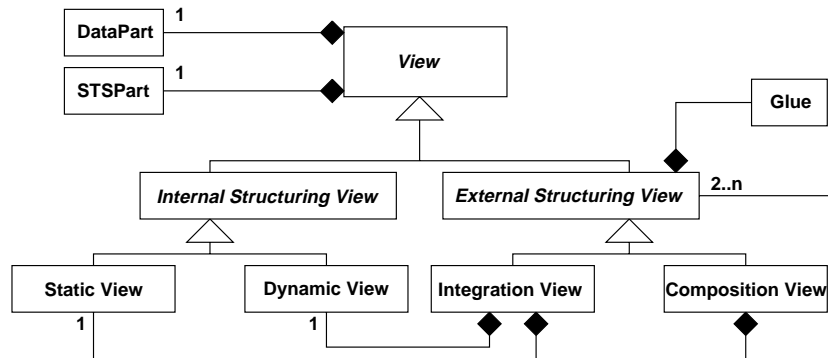 1
DataPart
View
1
STSPart
Glue
Internal Structuring View
External Structuring View
2..n
Static View
Dynamic View
Integration View
Composition View
1
1